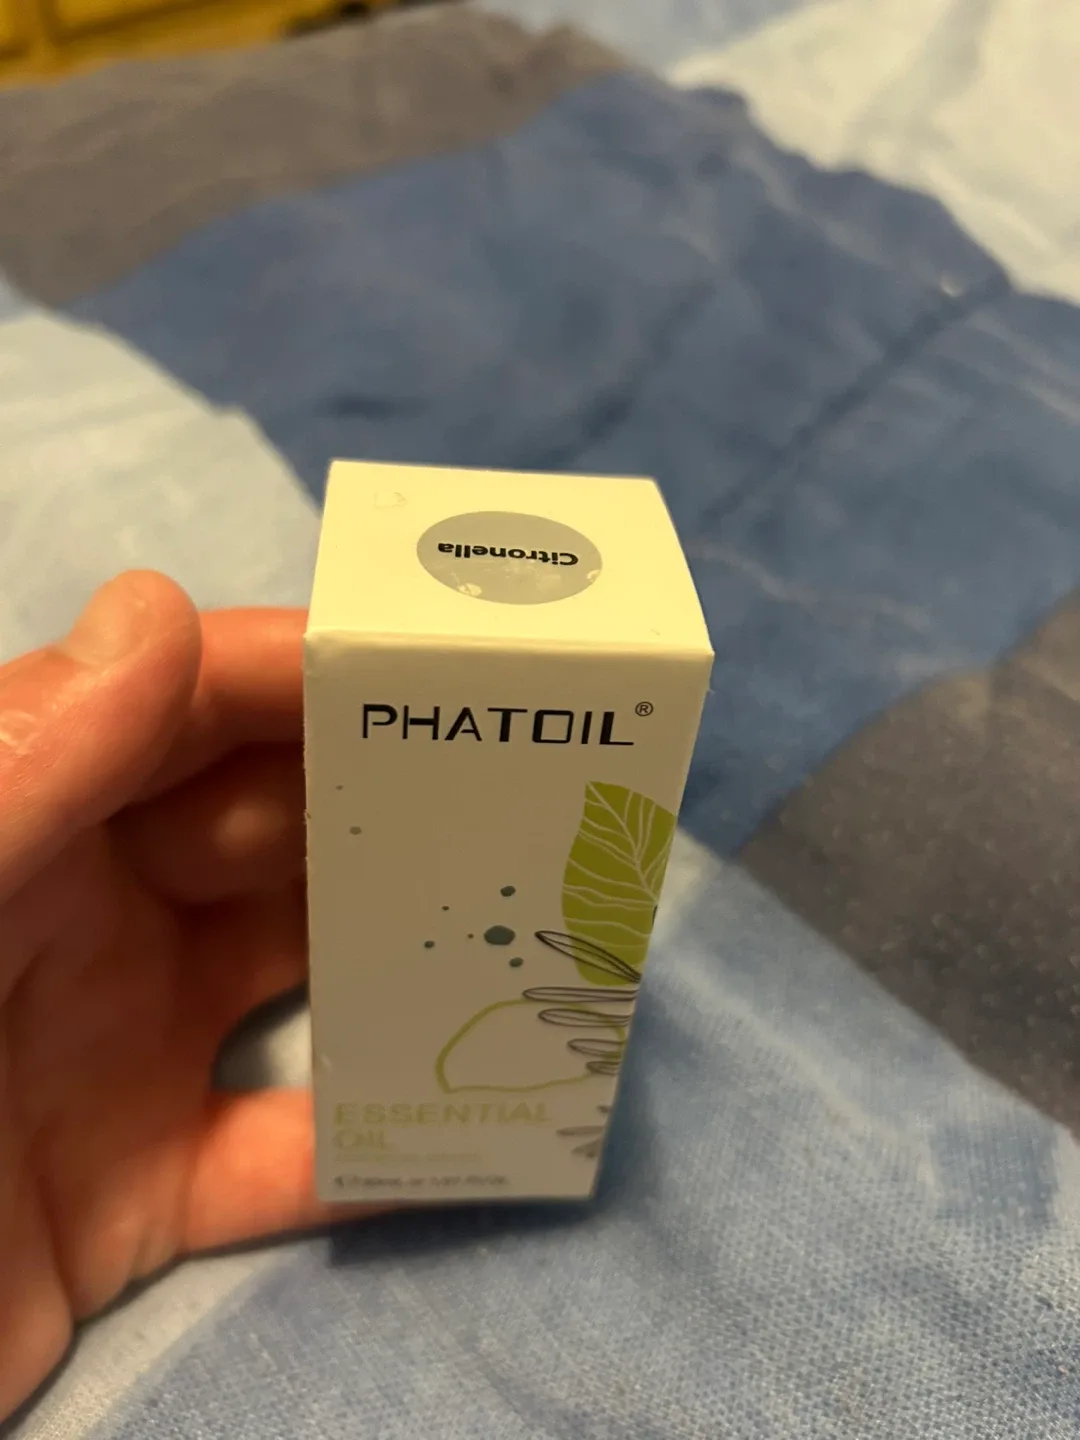 Citronella
PHATOIL®
ESSENTIAL
OIL